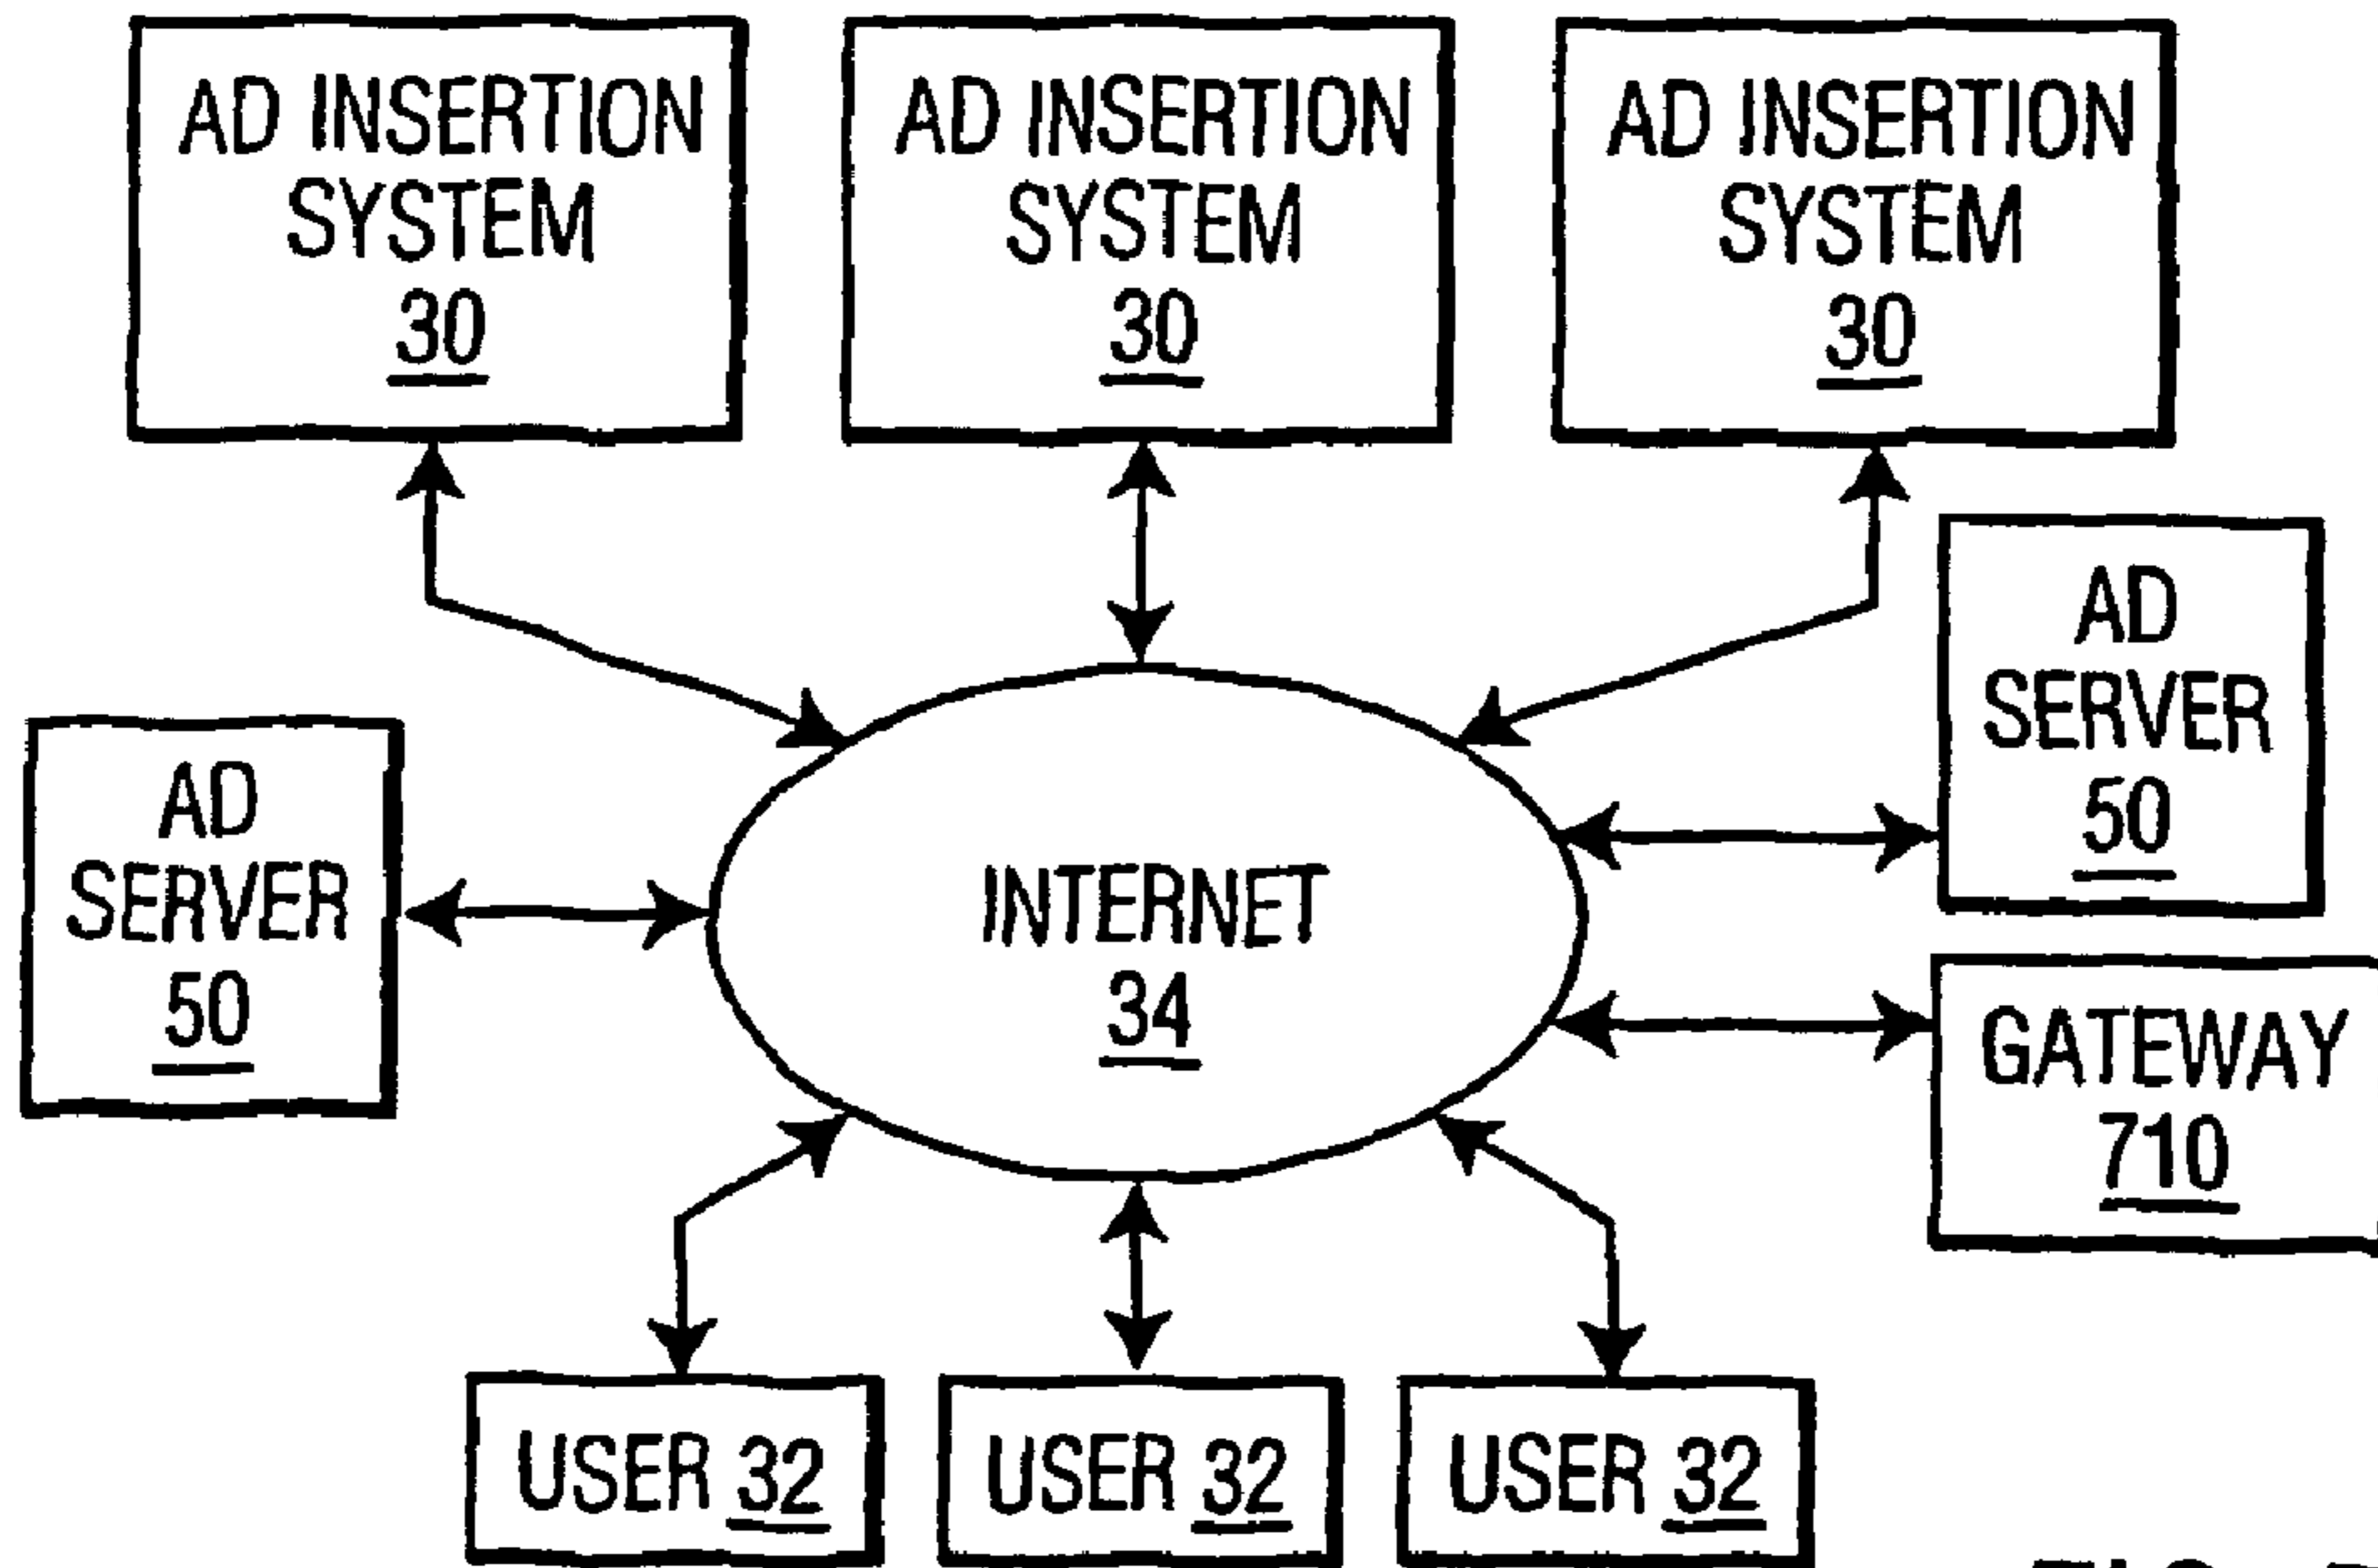 AD INSERTION
SYSTEM
30
AD INSERTION
SYSTEM
30
AD INSERTION
SYSTEM
30
AD
SERVER
50
AD
SERVER
50
INTERNET
34
GATEWAY
710
USER 32
USER 32
USER 32